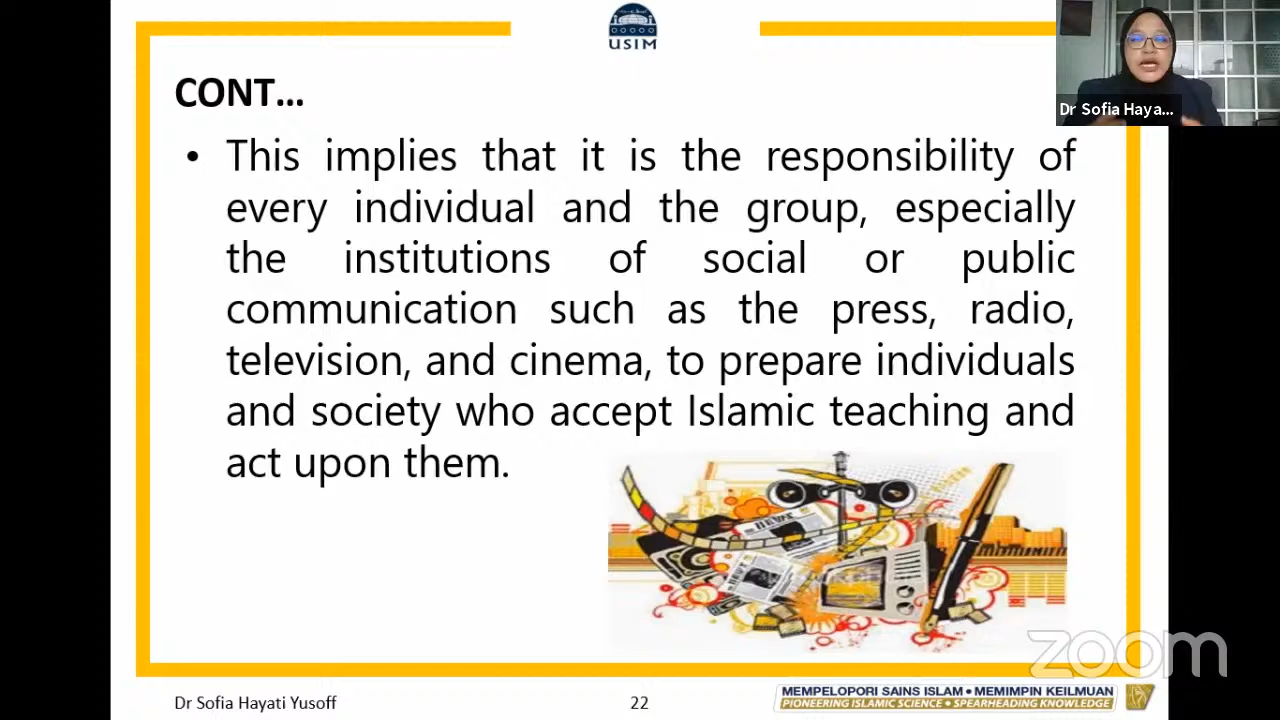 USIM
Dr Sofia Haya...
CONT...
• This implies that it is the responsibility of
every individual and the group, especially
the institutions of social or public
communication such as the press, radio,
television, and cinema, to prepare individuals
and society who accept Islamic teaching and
act upon them.
zoom
Dr Sofia Hayati Yusoff
22
MEMPELOPORI SAINS ISLAM • MEMIMPIN KEILMUAN
PIONEERING ISLAMIC SCIENCE • SPEARHEADING KNOWLEDGE